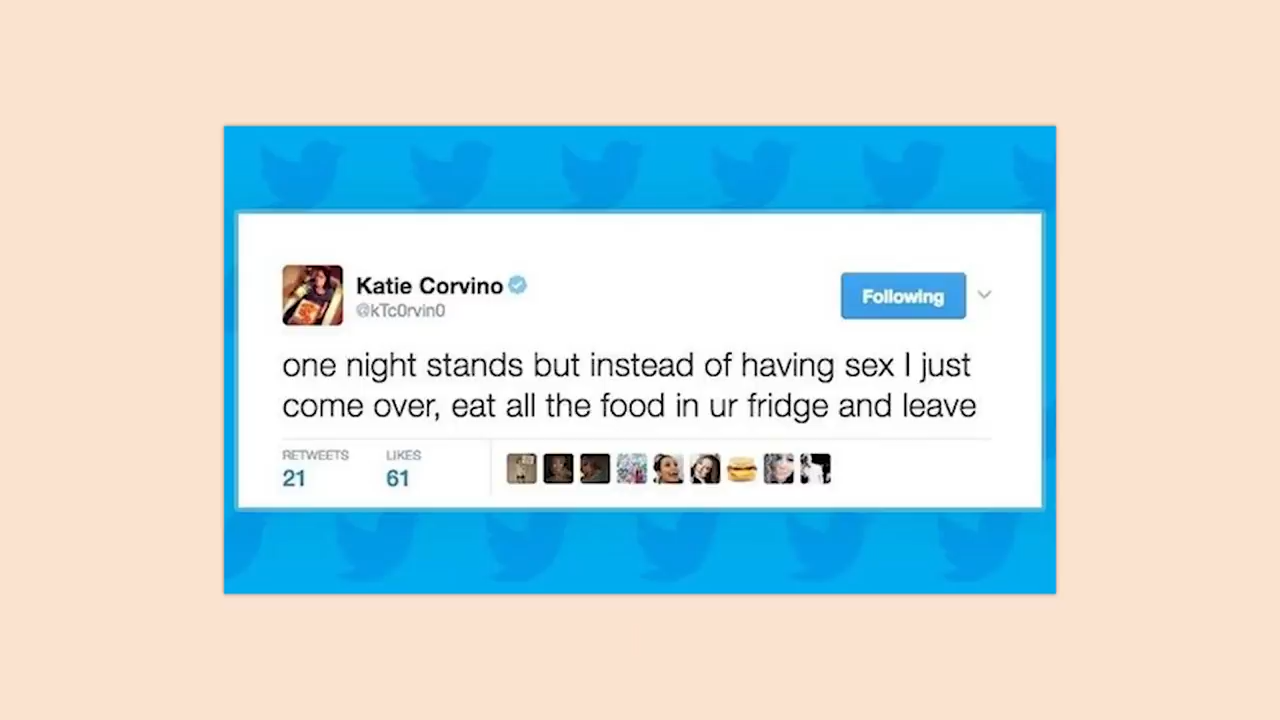 Katie Corvino
@kTc0rvin0
Following
one night stands but instead of having sex I just
come over, eat all the food in ur fridge and leave
RETWEETS
21
LIKES
61